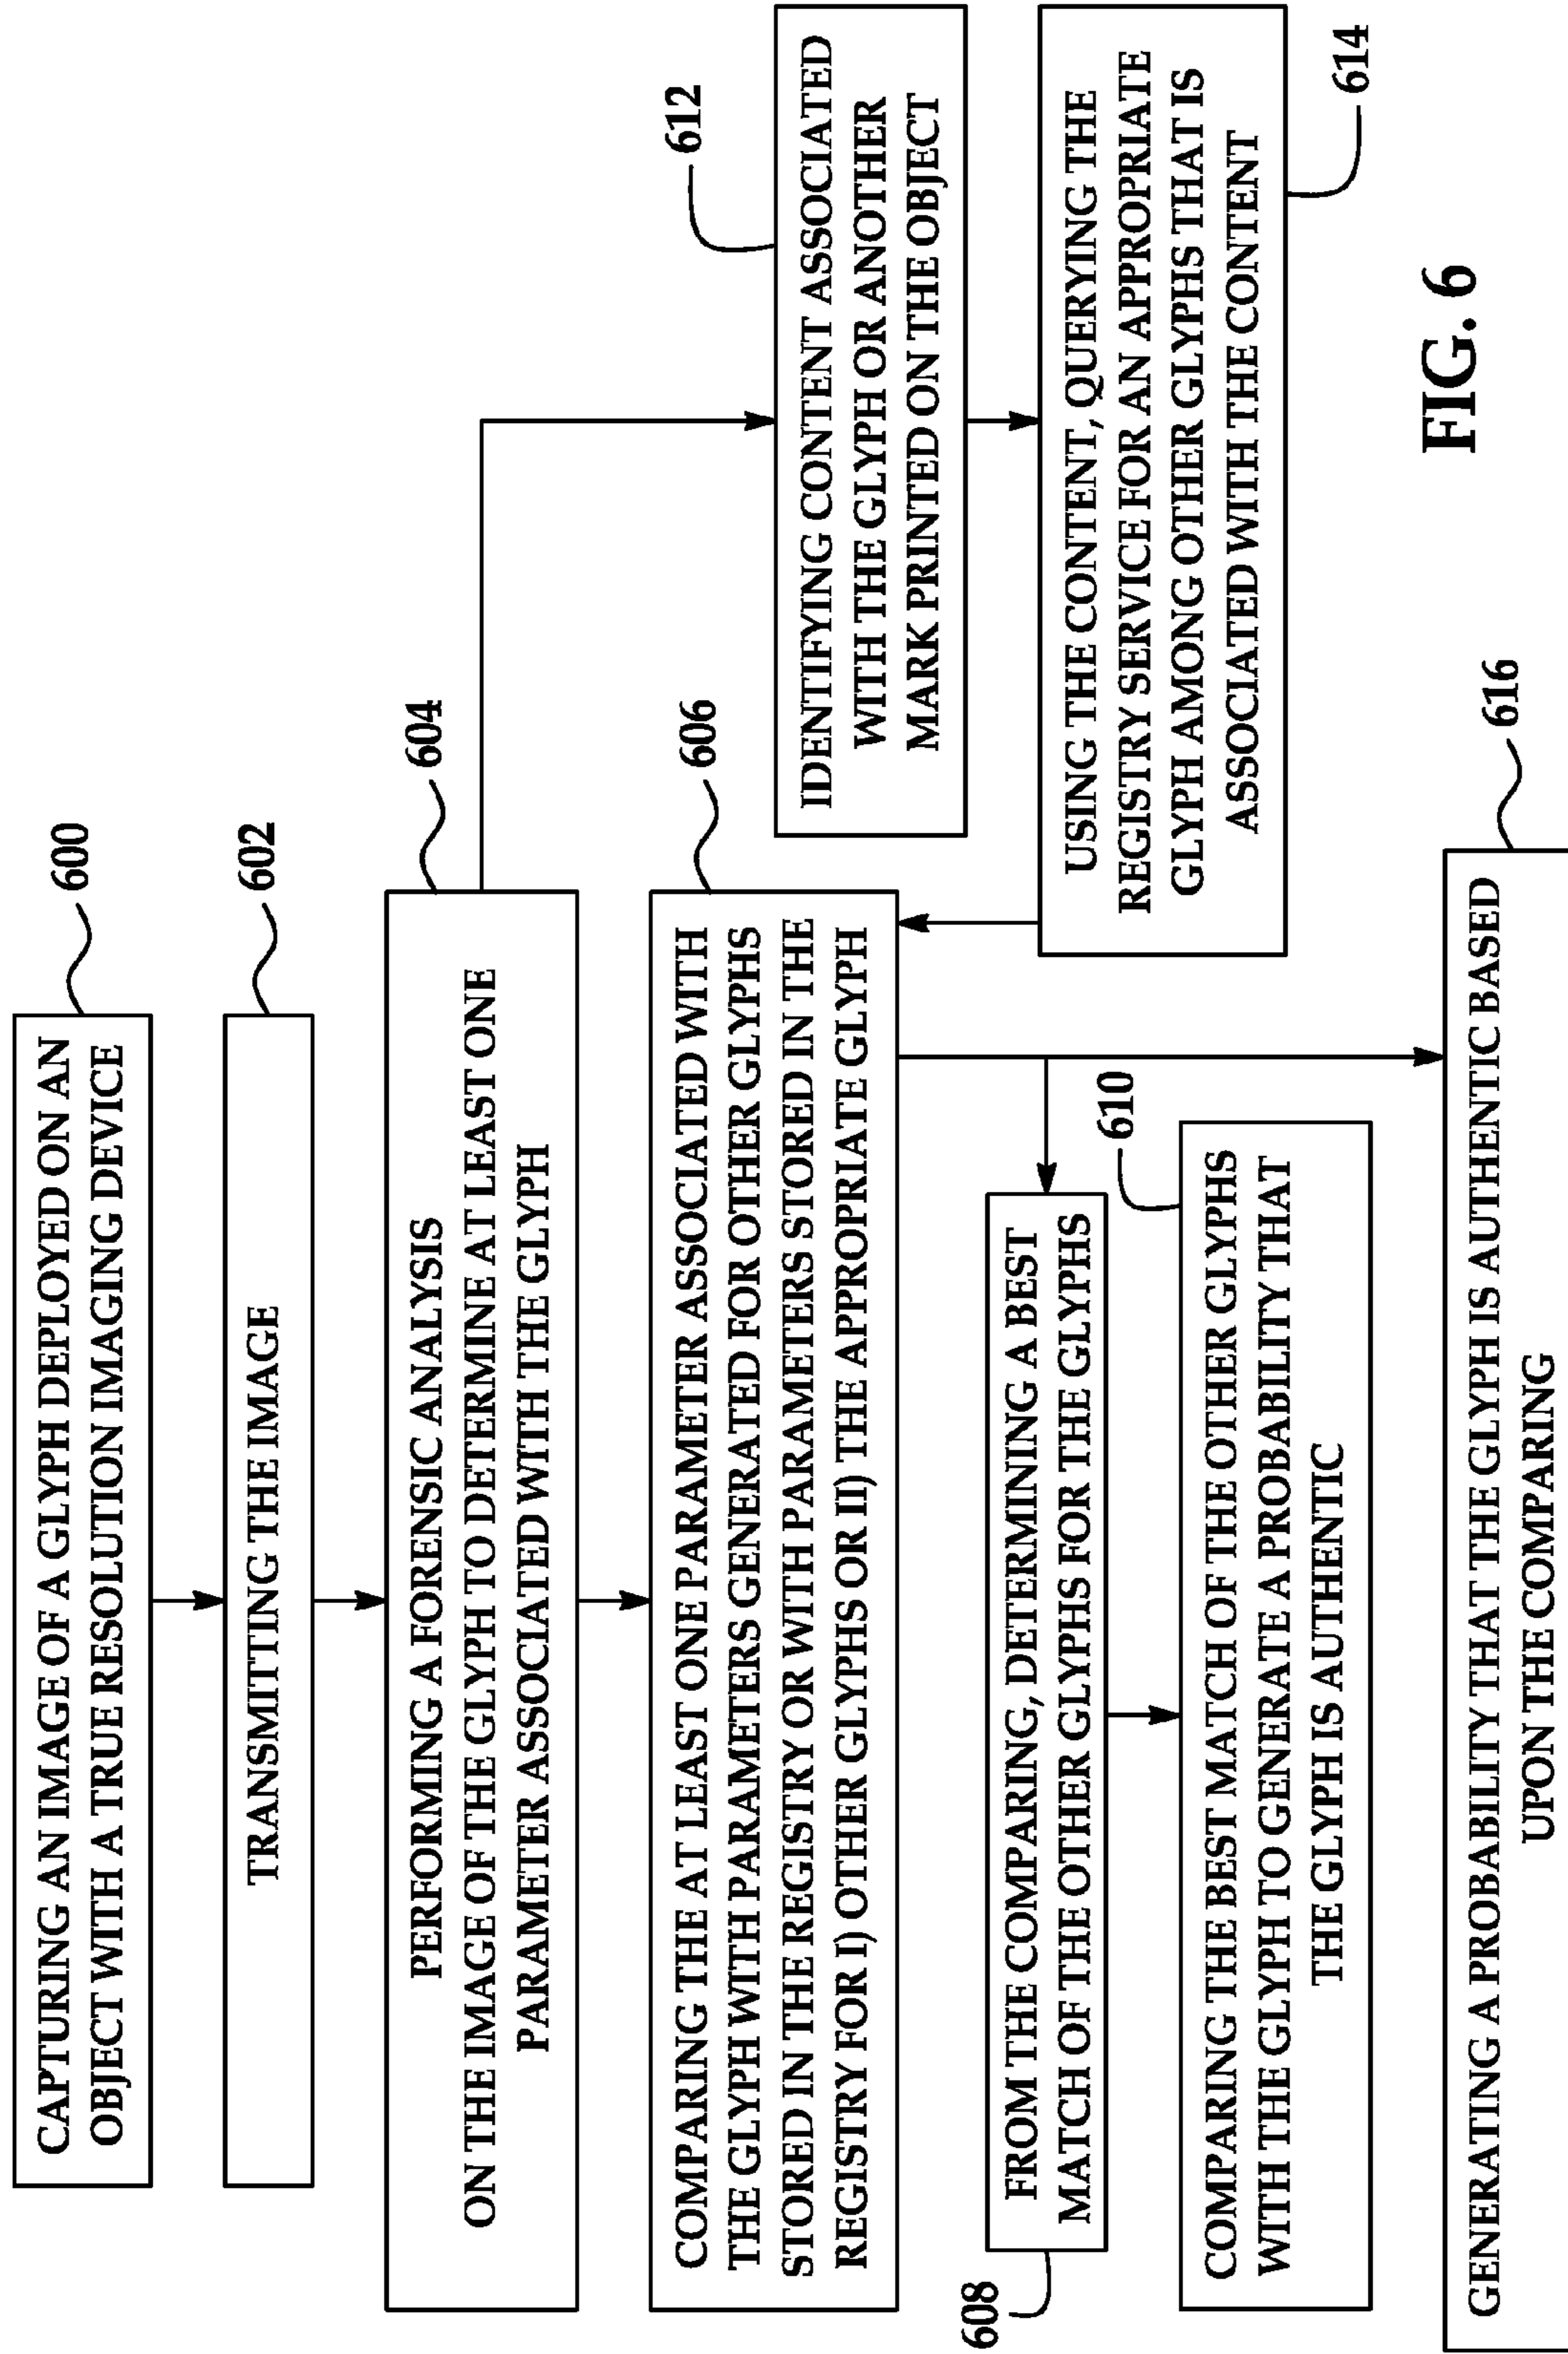 CAPTURING AN IMAGE OF A GLYPH DEPLOYED ON AN
OBJECT WITH A TRUE RESOLUTION IMAGING DEVICE
600
TRANSMITTING THE IMAGE
602
PERFORMING A FORENSIC ANALYSIS
ON THE IMAGE OF THE GLYPH TO DETERMINE AT LEAST ONE
PARAMETER ASSOCIATED WITH THE GLYPH
604
COMPARING THE AT LEAST ONE PARAMETER ASSOCIATED WITH
THE GLYPH WITH PARAMETERS GENERATED FOR OTHER GLYPHS
STORED IN THE REGISTRY OR WITH PARAMETERS STORED IN THE
REGISTRY FOR I) OTHER GLYPHS OR II) THE APPROPRIATE GLYPH
606
612
IDENTIFYING CONTENT ASSOCIATED
WITH THE GLYPH OR ANOTHER
MARK PRINTED ON THE OBJECT
USING THE CONTENT, QUERYING THE
REGISTRY SERVICE FOR AN APPROPRIATE
GLYPH AMONG OTHER GLYPHS THAT IS
ASSOCIATED WITH THE CONTENT
614
608
FROM THE COMPARING, DETERMINING A BEST
MATCH OF THE OTHER GLYPHS FOR THE GLYPHS
610
COMPARING THE BEST MATCH OF THE OTHER GLYPHS
WITH THE GLYPH TO GENERATE A PROBABILITY THAT
THE GLYPH IS AUTHENTIC
GENERATING A PROBABILITY THAT THE GLYPH IS AUTHENTIC BASED
UPON THE COMPARING
616
FIG. 6